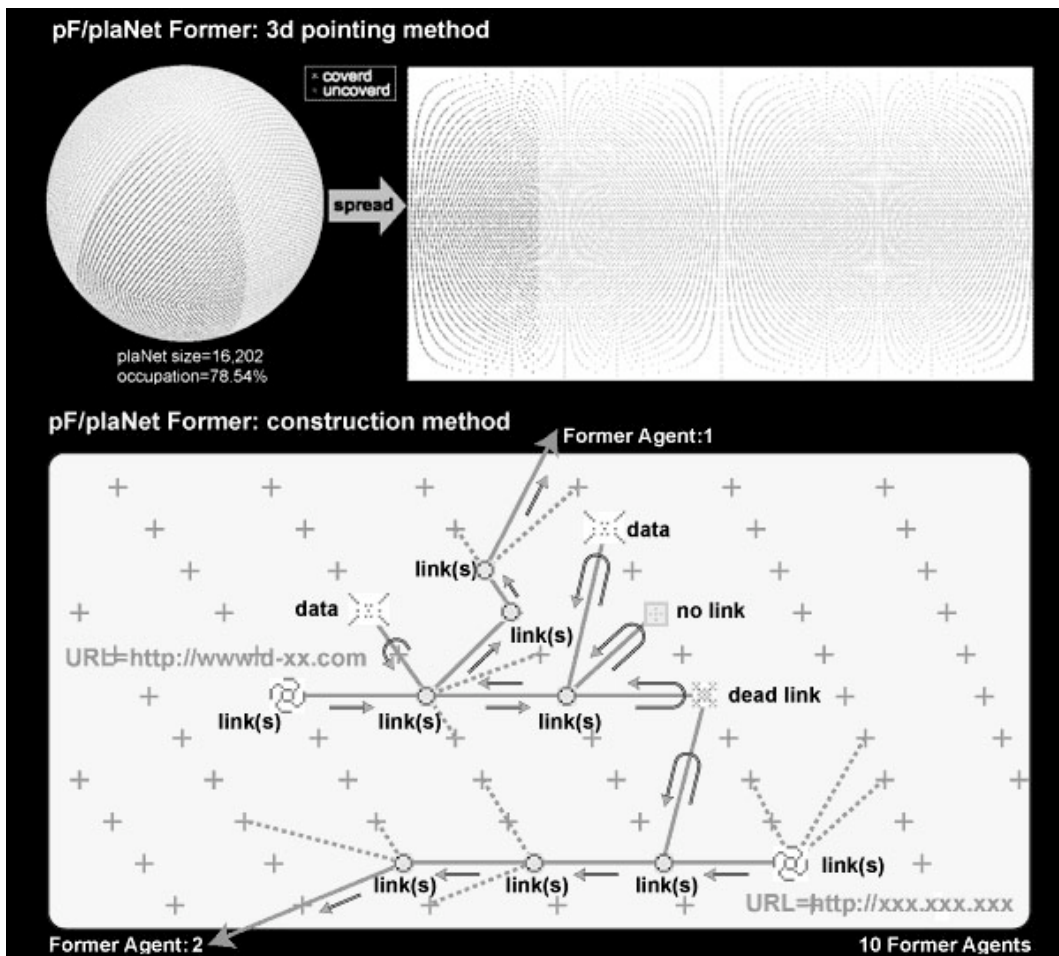 pF/plaNet Former: 3d pointing method
coverd
uncoverd
spread
plaNet size=16,202
occupation=78.54%
pF/plaNet Former: construction method
Former Agent:1
data
link(s)
data
no link
link(s)
URL=http://www.d-xx.com
dead link
link(s)
link(s)
link(s)
link(s)
link(s)
link(s)
link(s)
URL=http://xxx.xxx.xxx
Former Agent: 2
10 Former Agents